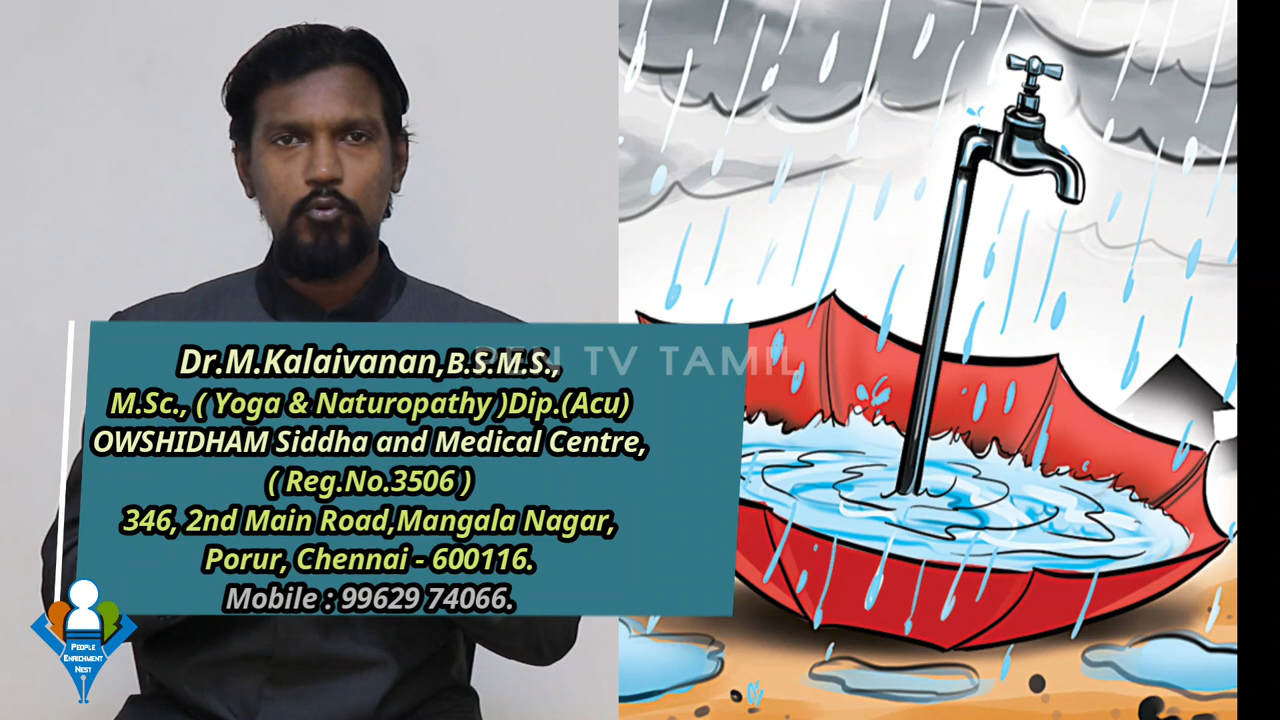 Dr.M.Kalaivanan,B.S.M.S.,
M.Sc., ( Yoga & Naturopathy )Dip.(Acu)
OWSHIDHAM Siddha and Medical Centre,
( Reg.No.3506 )
346, 2nd Main Road,Mangala Nagar,
Porur, Chennai - 600116.
Mobile : 99629 74066.
PEN TV TAMIL
PEOPLE
ENRICHMENT
NEST